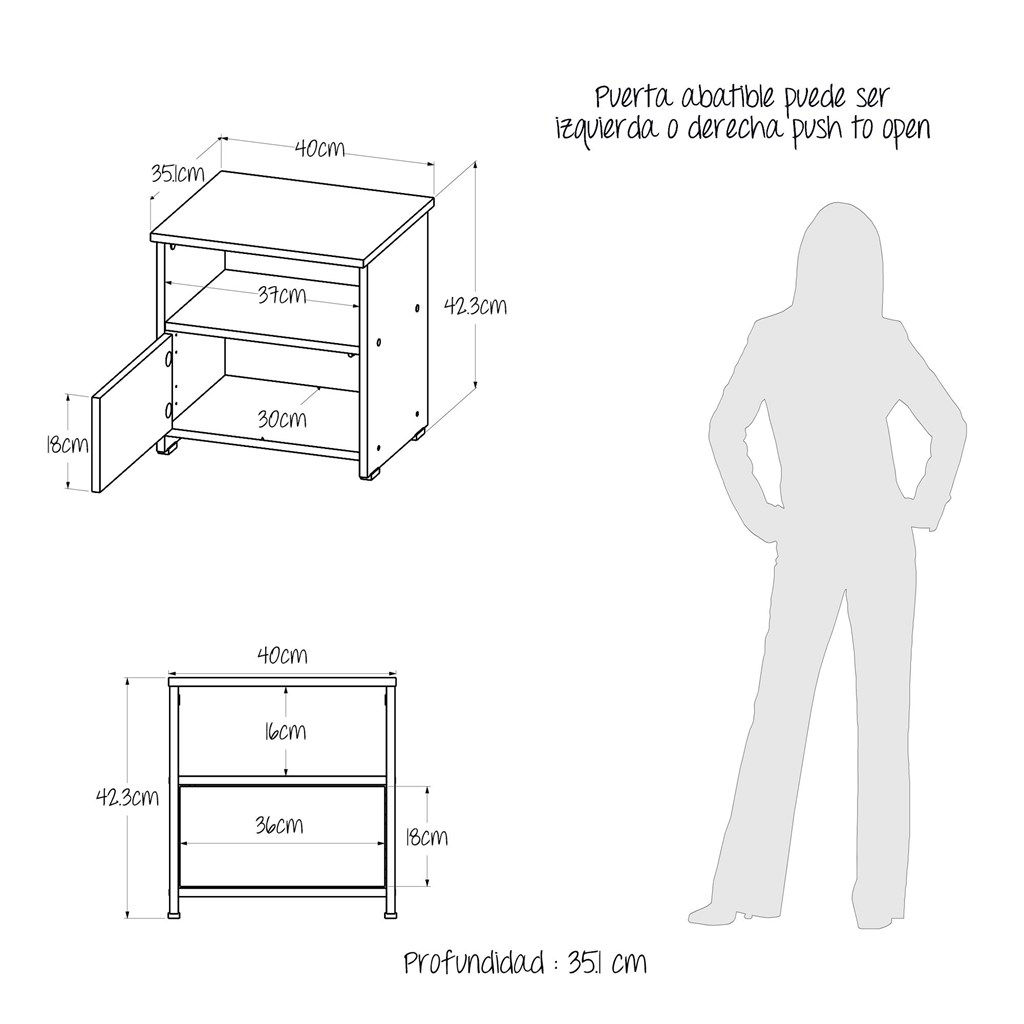 Puerta abatible puede ser
izquierda o derecha push to open
40cm
35.1cm
37cm
42.3cm
30cm
18cm
40cm
16cm
42.3cm
36cm
18cm
Profundidad : 35.1 cm